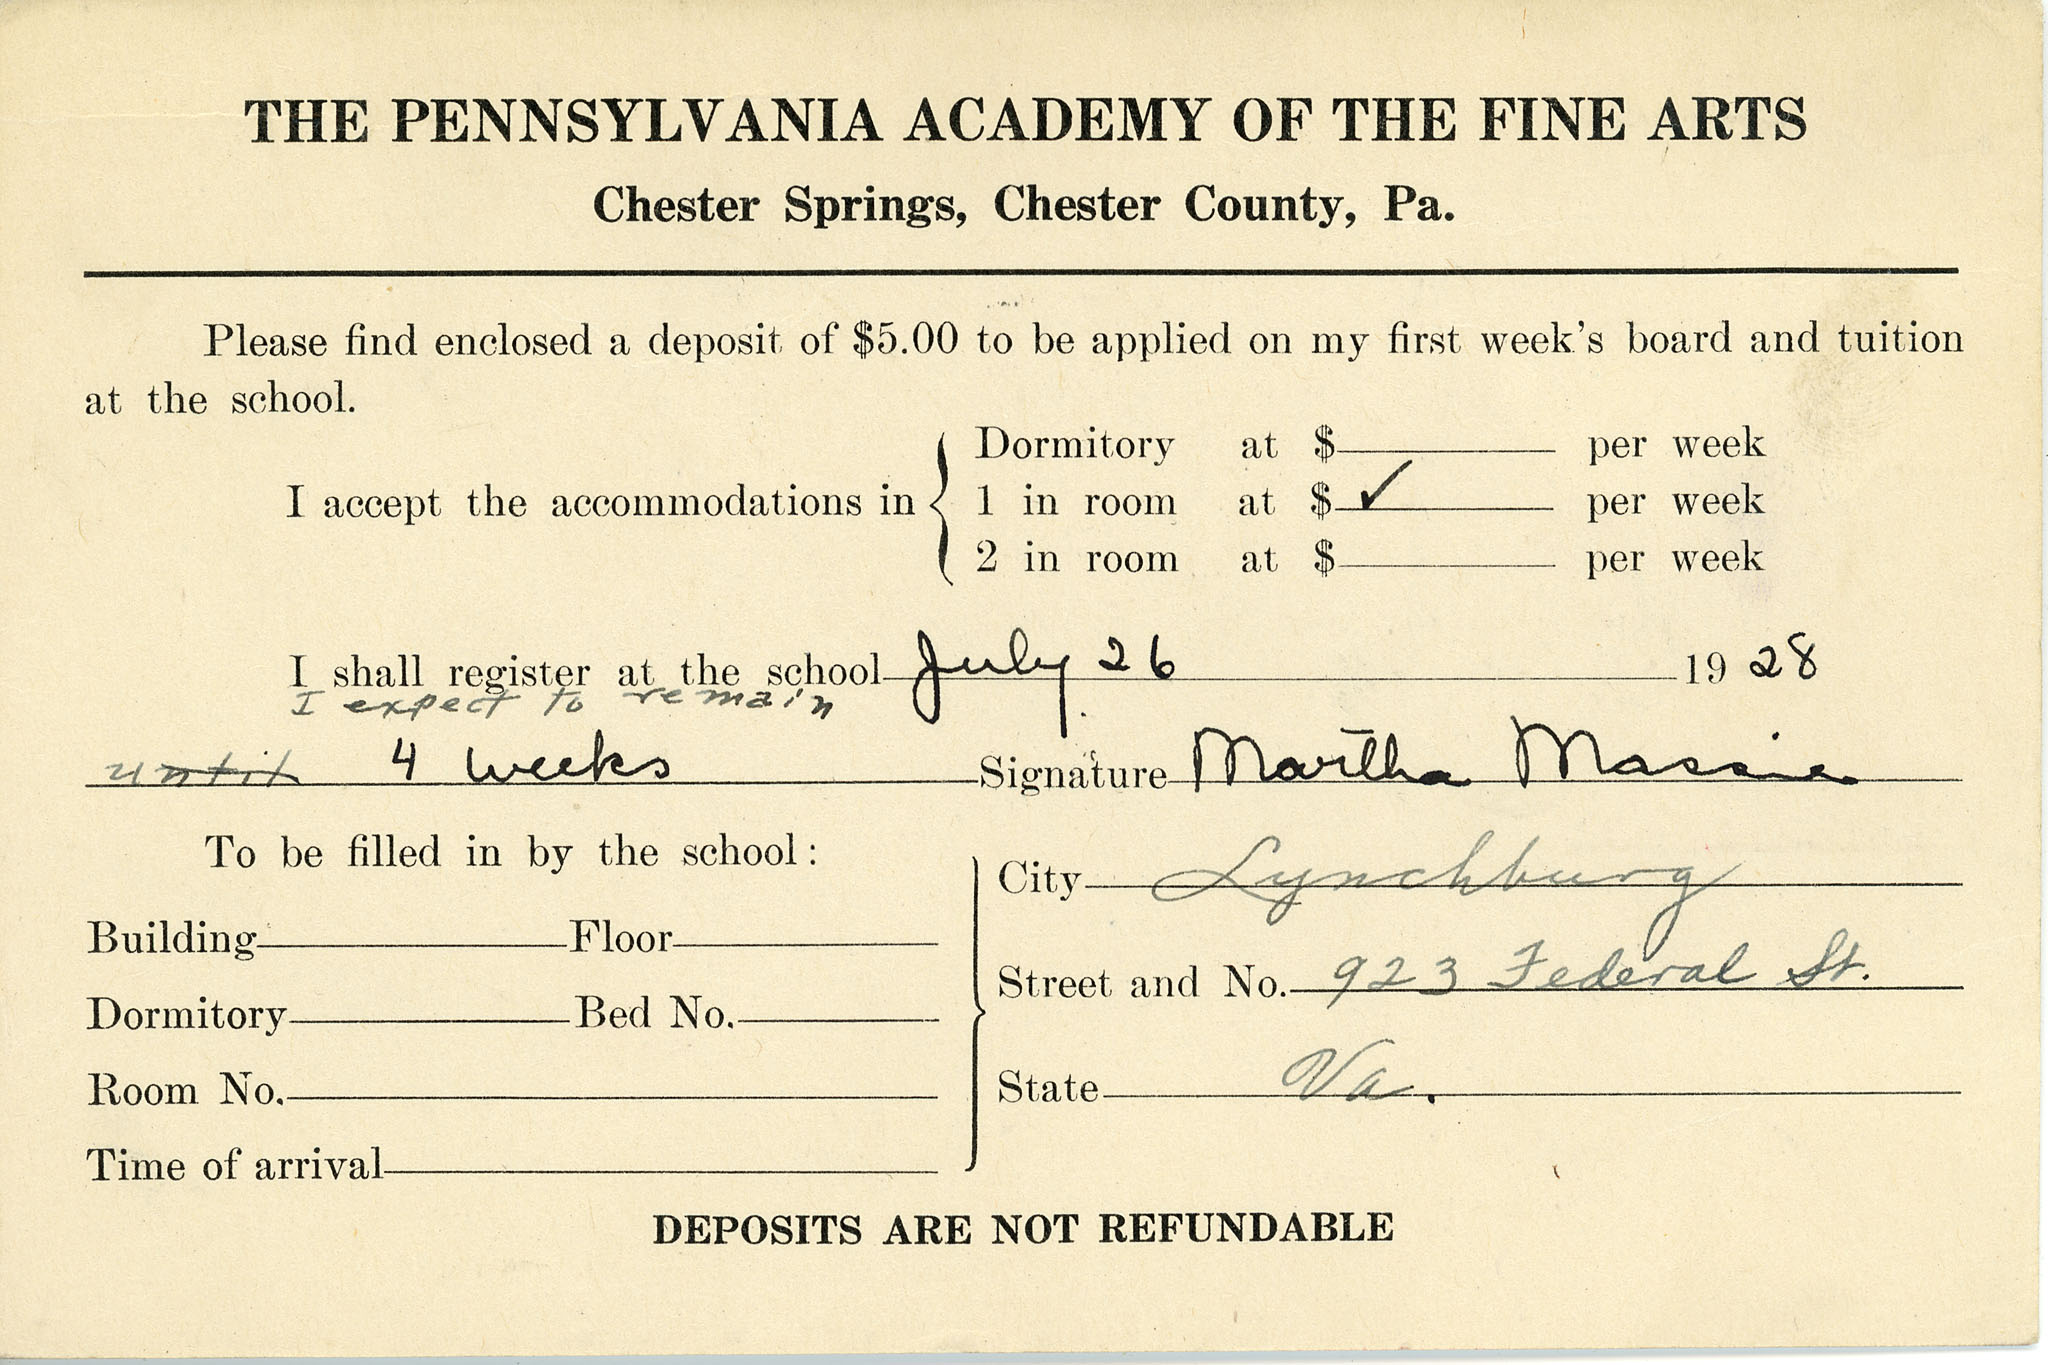 THE PENNSYLVANIA ACADEMY OF THE FINE ARTS
Chester Springs, Chester County, Pa.
Please find enclosed a deposit of $5.00 to be applied on my first week's board and tuition
at the school.
Dormitory at $ per week
I accept the accommodations in 1 in room at $ ✓ per week
2 in room at $ per week
I shall register at the school July 26 1928
I expect to remain
until 4 weeks Signature Martha Massie
To be filled in by the school:
City Lynchburg
Building Floor
Street and No. 923 Federal St.
Dormitory Bed No.
Room No.
State Va.
Time of arrival
DEPOSITS ARE NOT REFUNDABLE